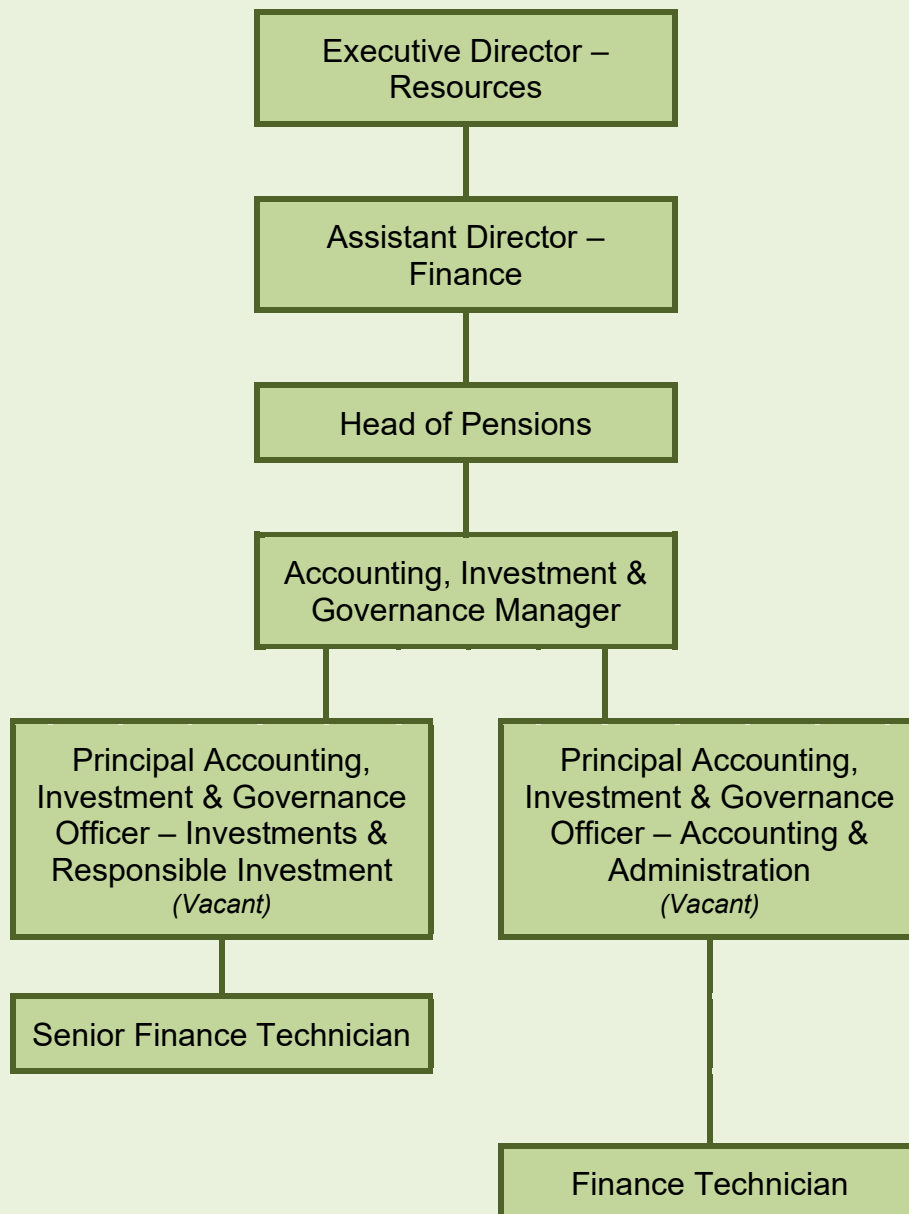 Executive Director –
Resources
Assistant Director –
Finance
Head of Pensions
Accounting, Investment &
Governance Manager
Principal Accounting,
Investment & Governance
Officer – Investments &
Responsible Investment
(Vacant)
Principal Accounting,
Investment & Governance
Officer – Accounting &
Administration
(Vacant)
Senior Finance Technician
Finance Technician